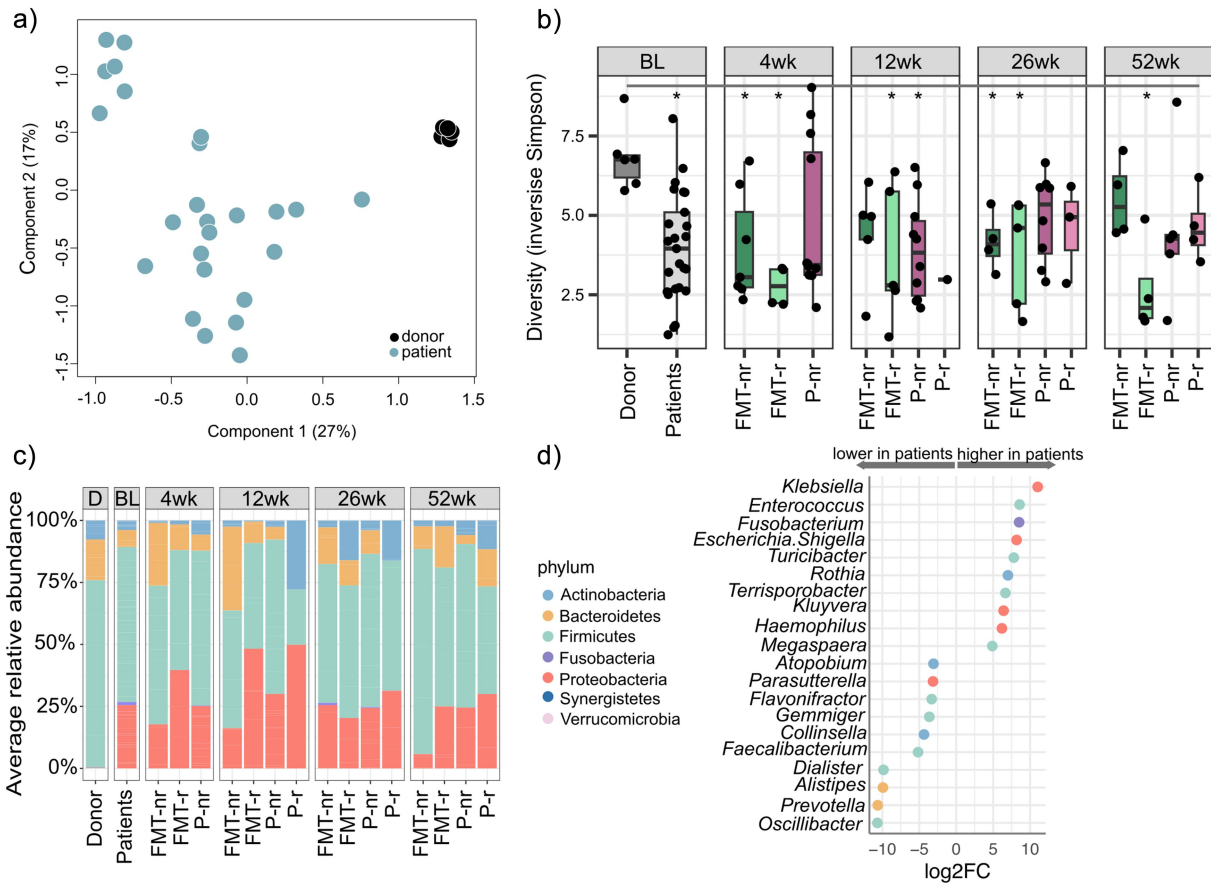 a)
Component 2 (17%)
1.0
0.5
0.0
-0.5
-1.0
-1.5
donor
patient
-1.0 -0.5 0.0 0.5 1.0 1.5
Component 1 (27%)
b)
BL 4wk 12wk 26wk 52wk
* * * * * * * *
Diversity (inversise Simpson)
7.5
5.0
2.5
Donor Patients FMT-nr FMT-r P-nr FMT-nr FMT-r P-nr P-r FMT-nr FMT-r P-nr P-r FMT-nr FMT-r P-nr P-r
c)
D BL 4wk 12wk 26wk 52wk
Average relative abundance
100%
75%
50%
25%
0%
Donor Patients FMT-nr FMT-r P-nr FMT-nr FMT-r P-nr P-r FMT-nr FMT-r P-nr P-r FMT-nr FMT-r P-nr P-r
phylum
Actinobacteria
Bacteroidetes
Firmicutes
Fusobacteria
Proteobacteria
Synergistetes
Verrucomicrobia
d)
lower in patients higher in patients
Klebsiella
Enterococcus
Fusobacterium
Escherichia.Shigella
Turicibacter
Rothia
Terrisporobacter
Kluyvera
Haemophilus
Megaspaera
Atopobium
Parasutterella
Flavonifractor
Gemmiger
Collinsella
Faecalibacterium
Dialister
Alistipes
Prevotella
Oscillibacter
-10 -5 0 5 10
log2FC